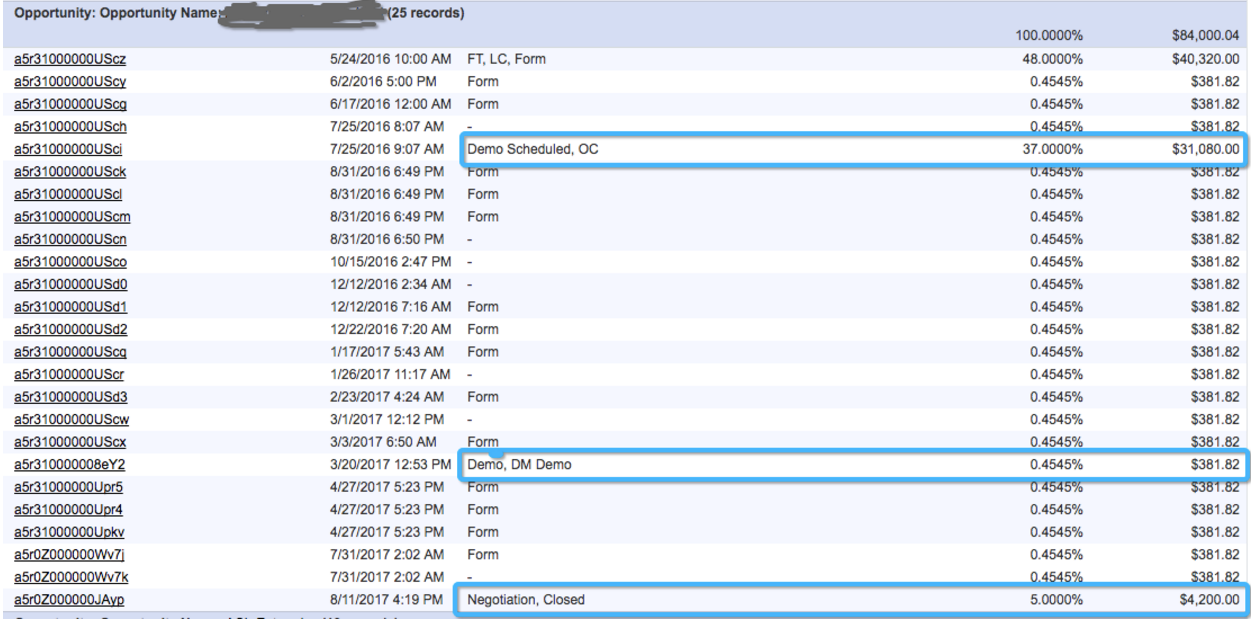 Opportunity: Opportunity Name: (25 records)
100.0000% $84,000.04
a5r31000000UScz 5/24/2016 10:00 AM FT, LC, Form 48.0000% $40,320.00
a5r31000000UScy 6/2/2016 5:00 PM Form 0.4545% $381.82
a5r31000000UScg 6/17/2016 12:00 AM Form 0.4545% $381.82
a5r31000000USch 7/25/2016 8:07 AM - 0.4545% $381.82
a5r31000000USci 7/25/2016 9:07 AM Demo Scheduled, OC 37.0000% $31,080.00
a5r31000000USck 8/31/2016 6:49 PM Form 0.4545% $381.82
a5r31000000UScl 8/31/2016 6:49 PM Form 0.4545% $381.82
a5r31000000UScm 8/31/2016 6:49 PM Form 0.4545% $381.82
a5r31000000UScn 8/31/2016 6:50 PM - 0.4545% $381.82
a5r31000000USco 10/15/2016 2:47 PM - 0.4545% $381.82
a5r31000000USd0 12/12/2016 2:34 AM - 0.4545% $381.82
a5r31000000USd1 12/12/2016 7:16 AM Form 0.4545% $381.82
a5r31000000USd2 12/22/2016 7:20 AM Form 0.4545% $381.82
a5r31000000UScq 1/17/2017 5:43 AM Form 0.4545% $381.82
a5r31000000UScr 1/26/2017 11:17 AM - 0.4545% $381.82
a5r31000000USd3 2/23/2017 4:24 AM Form 0.4545% $381.82
a5r31000000UScw 3/1/2017 12:12 PM - 0.4545% $381.82
a5r31000000UScx 3/3/2017 6:50 AM Form 0.4545% $381.82
a5r310000008eY2 3/20/2017 12:53 PM Demo, DM Demo 0.4545% $381.82
a5r31000000Upr5 4/27/2017 5:23 PM Form 0.4545% $381.82
a5r31000000Upr4 4/27/2017 5:23 PM Form 0.4545% $381.82
a5r31000000Upkv 4/27/2017 5:23 PM Form 0.4545% $381.82
a5r0Z000000Wv7j 7/31/2017 2:02 AM Form 0.4545% $381.82
a5r0Z000000Wv7k 7/31/2017 2:02 AM - 0.4545% $381.82
a5r0Z000000JAyp 8/11/2017 4:19 PM Negotiation, Closed 5.0000% $4,200.00